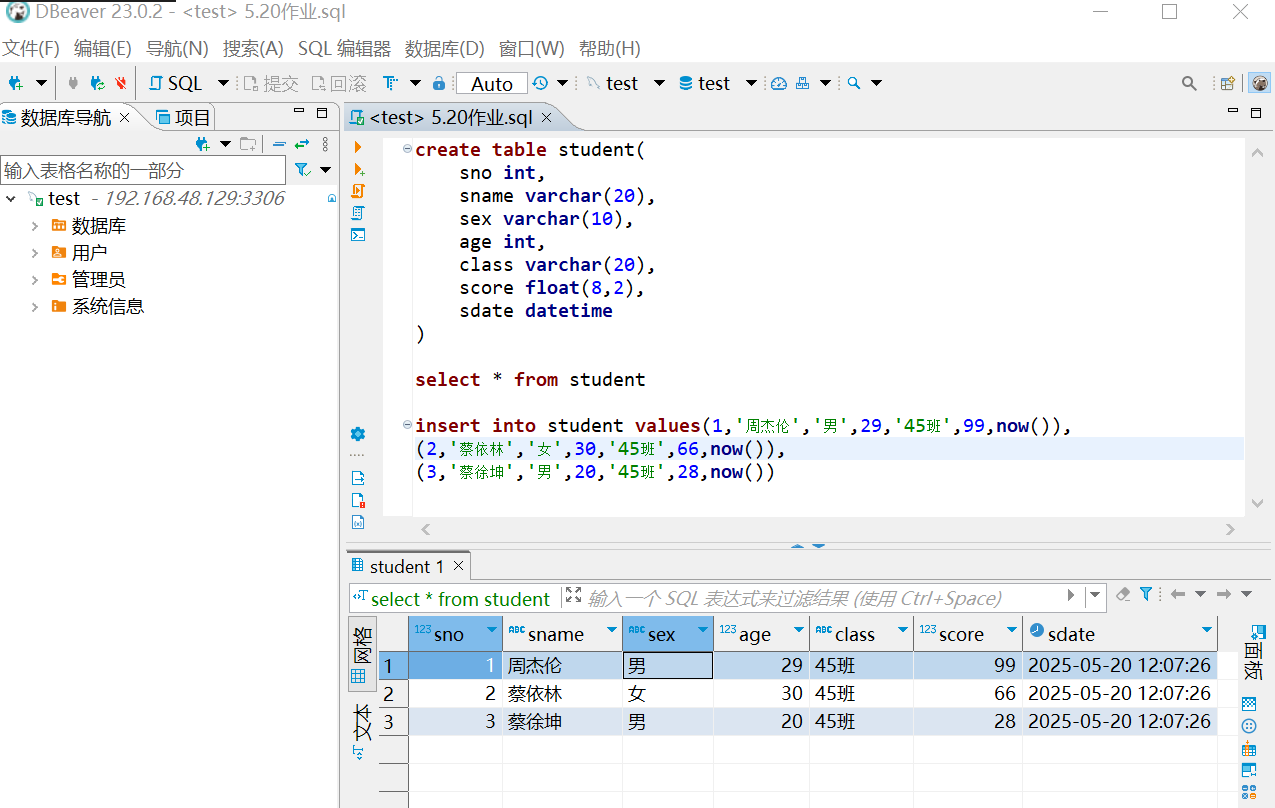 DBeaver 23.0.2 - <test> 5.20作业.sql
文件(F) 编辑(E) 导航(N) 搜索(A) SQL 编辑器 数据库(D) 窗口(W) 帮助(H)
SQL 提交 回滚 Auto test test
数据库导航 项目
<test> 5.20作业.sql
输入表格名称的一部分
test - 192.168.48.129:3306
数据库
用户
管理员
系统信息
create table student(
sno int,
sname varchar(20),
sex varchar(10),
age int,
class varchar(20),
score float(8,2),
sdate datetime
)
select * from student
insert into student values(1,'周杰伦','男',29,'45班',99,now()),
(2,'蔡依林','女',30,'45班',66,now()),
(3,'蔡徐坤','男',20,'45班',28,now())
student 1
select * from student 输入一个 SQL 表达式来过滤结果 (使用 Ctrl+Space)
网格
文本
123 sno ABC sname ABC sex 123 age ABC class 123 score sdate
1 1 周杰伦 男 29 45班 99 2025-05-20 12:07:26
2 2 蔡依林 女 30 45班 66 2025-05-20 12:07:26
3 3 蔡徐坤 男 20 45班 28 2025-05-20 12:07:26
面板